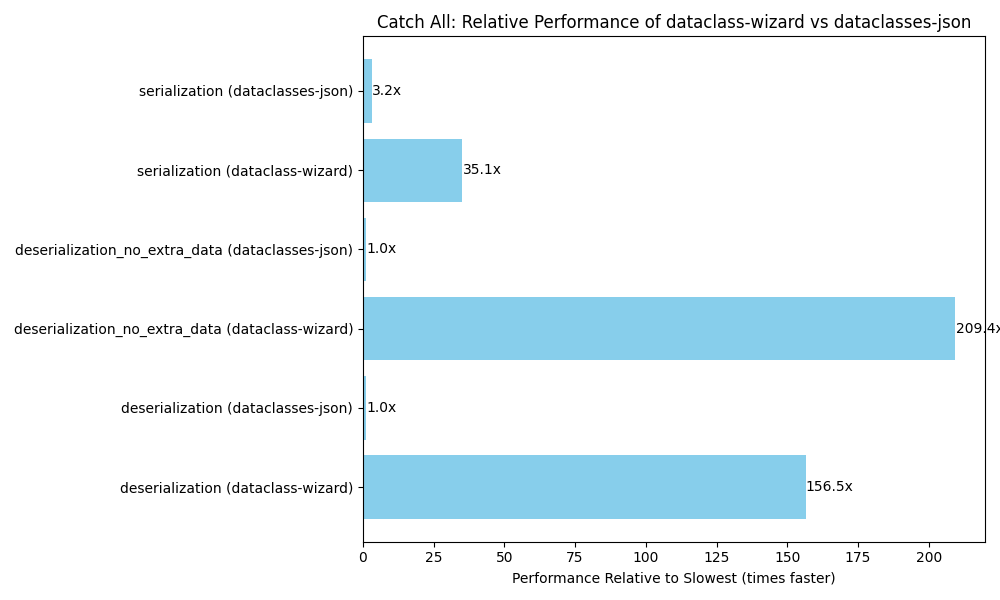 Catch All: Relative Performance of dataclass-wizard vs dataclasses-json
serialization (dataclasses-json)
3.2x
serialization (dataclass-wizard)
35.1x
deserialization_no_extra_data (dataclasses-json)
1.0x
deserialization_no_extra_data (dataclass-wizard)
209.4x
deserialization (dataclasses-json)
1.0x
deserialization (dataclass-wizard)
156.5x
0 25 50 75 100 125 150 175 200
Performance Relative to Slowest (times faster)